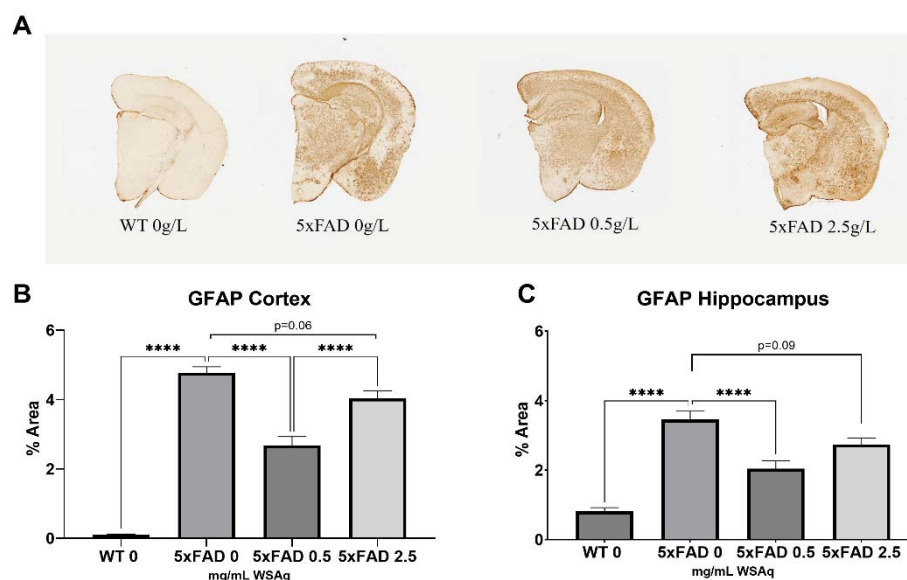 A
WT 0g/L
5xFAD 0g/L
5xFAD 0.5g/L
5xFAD 2.5g/L
B
GFAP Cortex
p=0.06
**** **** ****
% Area
6
4
2
0
WT 0 5xFAD 0 5xFAD 0.5 5xFAD 2.5
mg/mL WSAq
C
GFAP Hippocampus
p=0.09
**** ****
% Area
6
4
2
0
WT 0 5xFAD 0 5xFAD 0.5 5xFAD 2.5
mg/mL WSAq